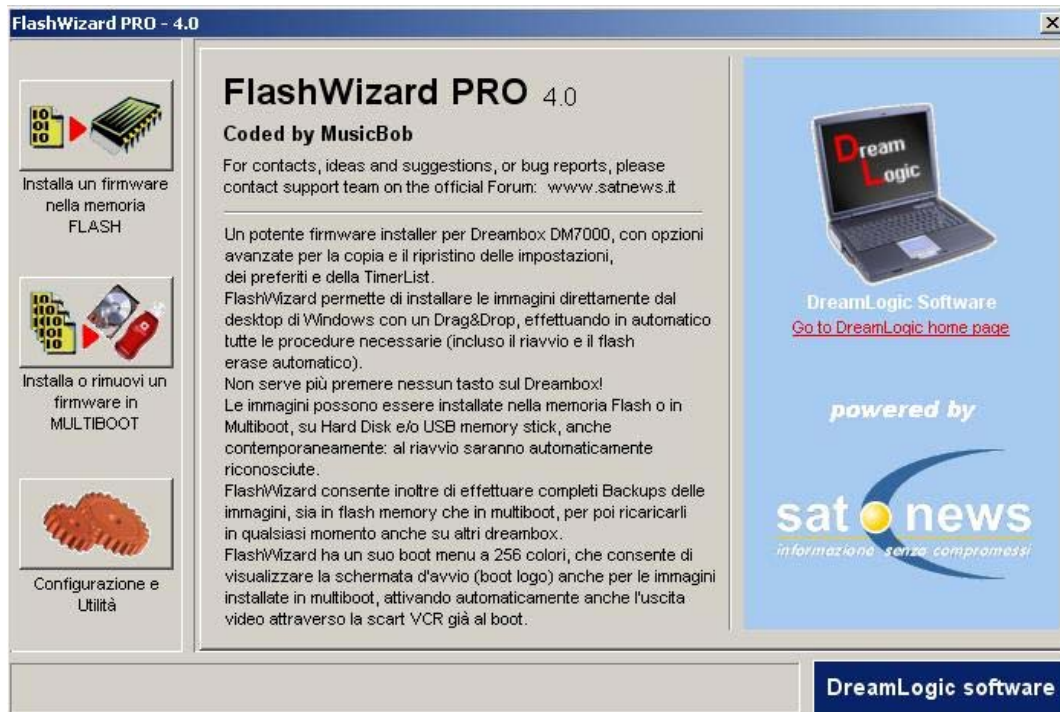 FlashWizard PRO - 4.0
Installa un firmware
nella memoria
FLASH
Installa o rimuovi un
firmware in
MULTIBOOT
Configurazione e
Utilità
FlashWizard PRO 4.0
Coded by MusicBob
For contacts, ideas and suggestions, or bug reports, please
contact support team on the official Forum: www.satnews.it
Un potente firmware installer per Dreambox DM7000, con opzioni
avanzate per la copia e il ripristino delle impostazioni,
dei preferiti e della TimerList.
FlashWizard permette di installare le immagini direttamente dal
desktop di Windows con un Drag&Drop, effettuando in automatico
tutte le procedure necessarie (incluso il riavvio e il flash
erase automatico).
Non serve più premere nessun tasto sul Dreambox!
Le immagini possono essere installate nella memoria Flash o in
Multiboot, su Hard Disk e/o USB memory stick, anche
contemporaneamente: al riavvio saranno automaticamente
riconosciute.
FlashWizard consente inoltre di effettuare completi Backups delle
immagini, sia in flash memory che in multiboot, per poi ricaricarli
in qualsiasi momento anche su altri dreambox.
FlashWizard ha un suo boot menu a 256 colori, che consente di
visualizzare la schermata d'avvio (boot logo) anche per le immagini
installate in multiboot, attivando automaticamente anche l'uscita
video attraverso la scart VCR già al boot.
Dream
Logic
DreamLogic Software
Go to DreamLogic home page
powered by
sat news
informazione senza compromessi
DreamLogic software